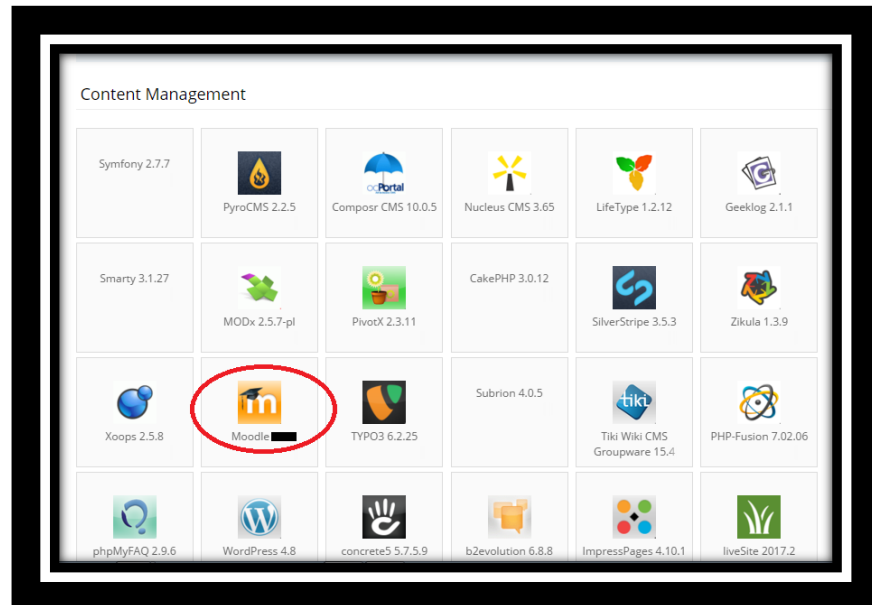 Content Management
Symfony 2.7.7
PyroCMS 2.2.5
ocPortal
Composr CMS 10.0.5
Nucleus CMS 3.65
LifeType 1.2.12
G
Geeklog 2.1.1
Smarty 3.1.27
MODx 2.5.7-pl
PivotX 2.3.11
CakePHP 3.0.12
SilverStripe 3.5.3
Zikula 1.3.9
Xoops 2.5.8
m
Moodle
TYPO3 6.2.25
Subrion 4.0.5
tiki
Tiki Wiki CMS
Groupware 15.4
PHP-Fusion 7.02.06
phpMyFAQ 2.9.6
W
WordPress 4.8
concrete5 5.7.5.9
b2evolution 6.8.8
ImpressPages 4.10.1
liveSite 2017.2